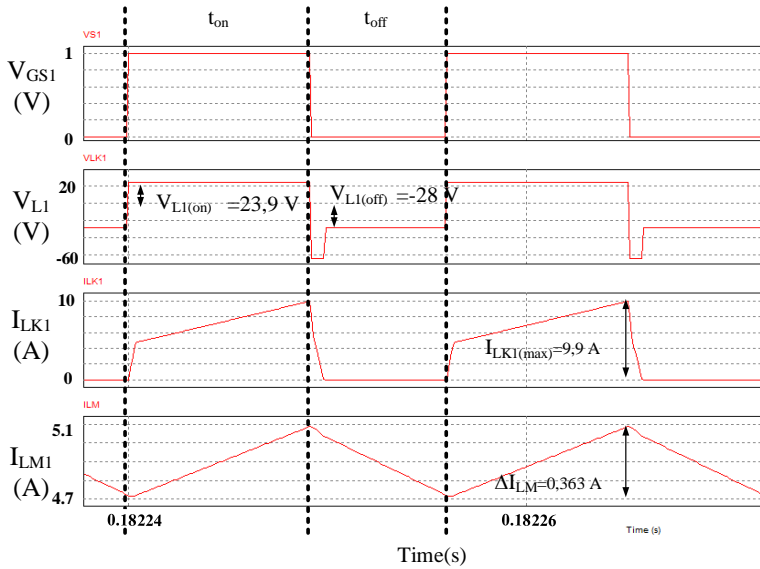 t_on t_off
VS1
V_GS1
(V)
1
0
VLK1
V_L1
(V)
20
-60
V_L1(on) =23,9 V
V_L1(off) =-28 V
ILK1
I_LK1
(A)
10
0
I_LK1(max)=9,9 A
ILM
I_LM1
(A)
5.1
4.7
ΔI_LM=0,363 A
0.18224 0.18226
Time (s)
Time(s)